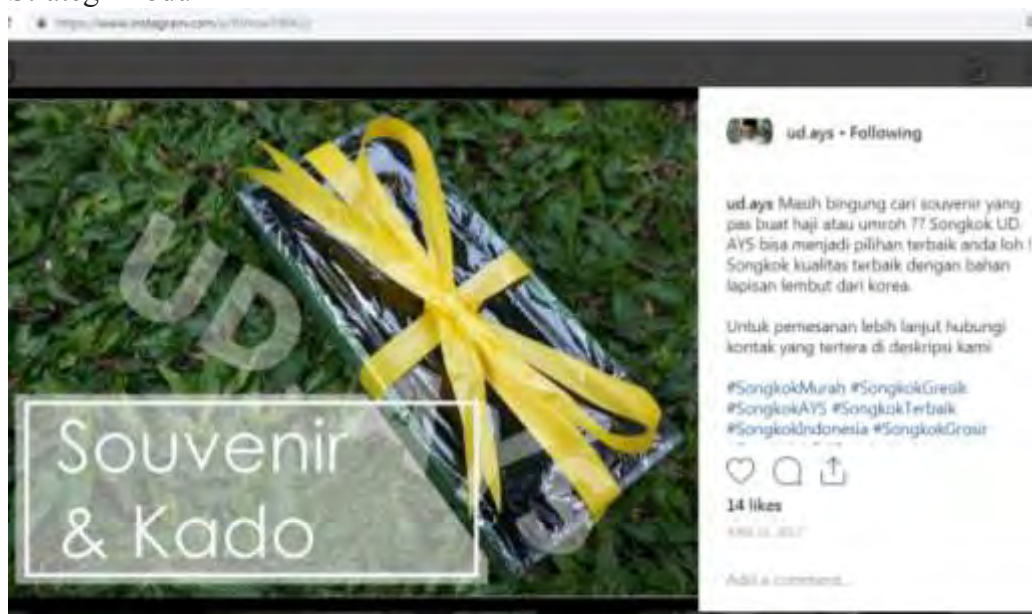 UD
Souvenir
& Kado
ud.ays • Following
ud.ays Masih bingung cari souvenir yang
pas buat haji atau umroh ?? Songkok UD.
AYS bisa menjadi pilihan terbaik anda loh !
Songkok kualitas terbaik dengan bahan
lapisan lembut dari korea.
Untuk pemesanan lebih lanjut hubungi
kontak yang tertera di deskripsi kami
#SongkokMurah #SongkokGresik
#SongkokAYS #SongkokTerbaik
#SongkokIndonesia #SongkokGrosir
14 likes
Add a comment...